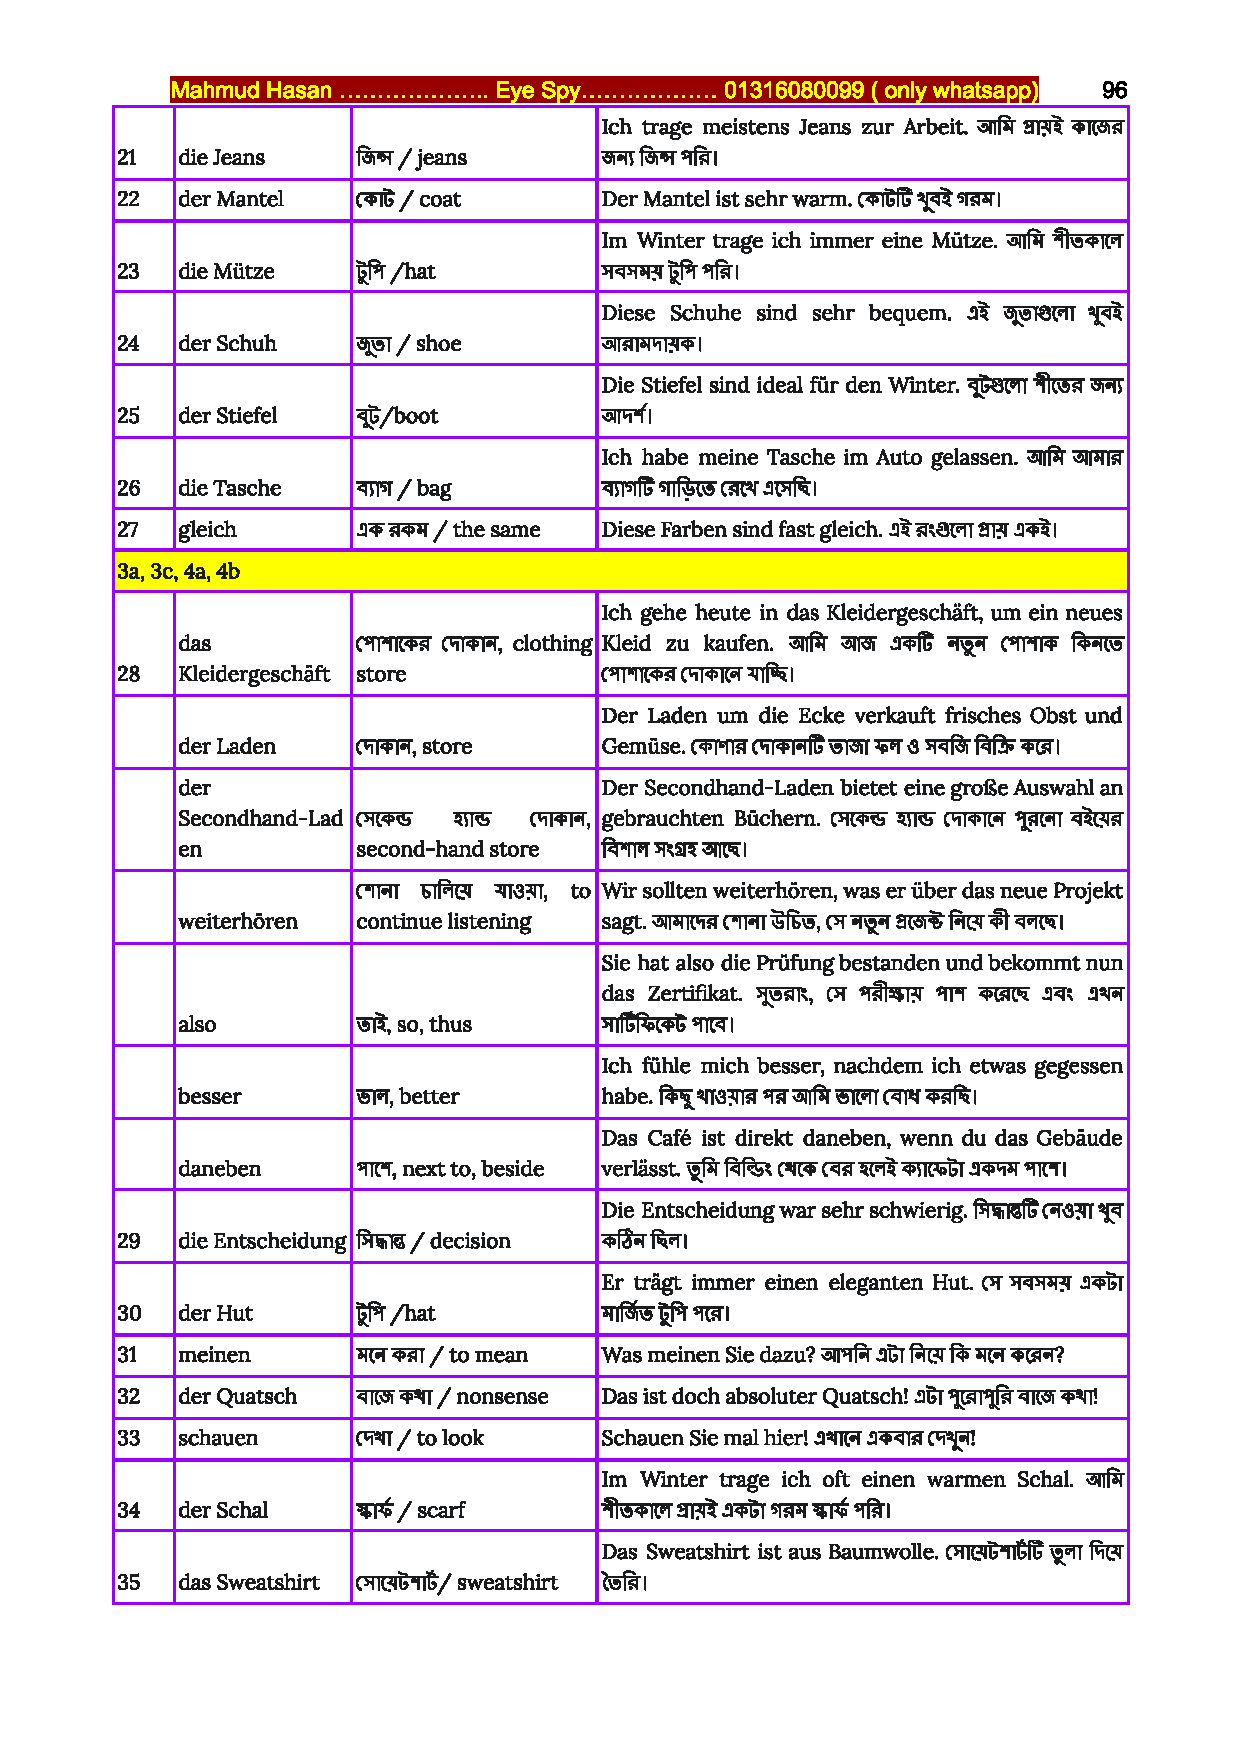 Mahmud Hasan ……………….. Eye Spy……………… 01316080099 ( only whatsapp) 96
Ich trage meistens Jeans zur Arbeit. আমি প্রায়ই কাজের
21 die Jeans জিন্স / jeans জন্য জিন্স পরি।
22 der Mantel কোট / coat Der Mantel ist sehr warm. কোটটি খুবই গরম।
Im Winter trage ich immer eine Mütze. আমি শীতকালে
23 die Mütze টুপি /hat সবসময় টুপি পরি।
Diese Schuhe sind sehr bequem. এই জুতাগুলো খুবই
24 der Schuh জুতা / shoe আরামদায়ক।
Die Stiefel sind ideal für den Winter. বুটগুলো শীতের জন্য
25 der Stiefel বুট/boot আদর্শ।
Ich habe meine Tasche im Auto gelassen. আমি আমার
26 die Tasche ব্যাগ / bag ব্যাগটি গাড়িতে রেখে এসেছি।
27 gleich এক রকম / the same Diese Farben sind fast gleich. এই রংগুলো প্রায় একই।
3a, 3c, 4a, 4b
Ich gehe heute in das Kleidergeschäft, um ein neues
das পোশাকের দোকান, clothing Kleid zu kaufen. আমি আজ একটি নতুন পোশাক কিনতে
28 Kleidergeschäft store পোশাকের দোকানে যাচ্ছি।
Der Laden um die Ecke verkauft frisches Obst und
der Laden দোকান, store Gemüse. কোণার দোকানটি তাজা ফল ও সবজি বিক্রি করে।
der Der Secondhand-Laden bietet eine große Auswahl an
Secondhand-Lad সেকেন্ড হ্যান্ড দোকান, gebrauchten Büchern. সেকেন্ড হ্যান্ড দোকানে পুরনো বইয়ের
en second-hand store বিশাল সংগ্রহ আছে।
শোনা চালিয়ে যাওয়া, to Wir sollten weiterhören, was er über das neue Projekt
weiterhören continue listening sagt. আমাদের শোনা উচিত, সে নতুন প্রজেক্ট নিয়ে কী বলছে।
Sie hat also die Prüfung bestanden und bekommt nun
das Zertifikat. সুতরাং, সে পরীক্ষায় পাশ করেছে এবং এখন
also তাই, so, thus সার্টিফিকেট পাবে।
Ich fühle mich besser, nachdem ich etwas gegessen
besser ভাল, better habe. কিছু খাওয়ার পর আমি ভালো বোধ করছি।
Das Café ist direkt daneben, wenn du das Gebäude
daneben পাশে, next to, beside verlässt. তুমি বিল্ডিং থেকে বের হলেই ক্যাফেটা একদম পাশে।
Die Entscheidung war sehr schwierig. সিদ্ধান্তটি নেওয়া খুব
29 die Entscheidung সিদ্ধান্ত / decision কঠিন ছিল।
Er trägt immer einen eleganten Hut. সে সবসময় একটা
30 der Hut টুপি /hat মার্জিত টুপি পরে।
31 meinen মনে করা / to mean Was meinen Sie dazu? আপনি এটা নিয়ে কি মনে করেন?
32 der Quatsch বাজে কথা / nonsense Das ist doch absoluter Quatsch! এটা পুরোপুরি বাজে কথা!
33 schauen দেখা / to look Schauen Sie mal hier! এখানে একবার দেখুন!
Im Winter trage ich oft einen warmen Schal. আমি
34 der Schal স্কার্ফ / scarf শীতকালে প্রায়ই একটা গরম স্কার্ফ পরি।
Das Sweatshirt ist aus Baumwolle. সোয়েটশার্টটি তুলা দিয়ে
35 das Sweatshirt সোয়েটশার্ট/ sweatshirt তৈরি।